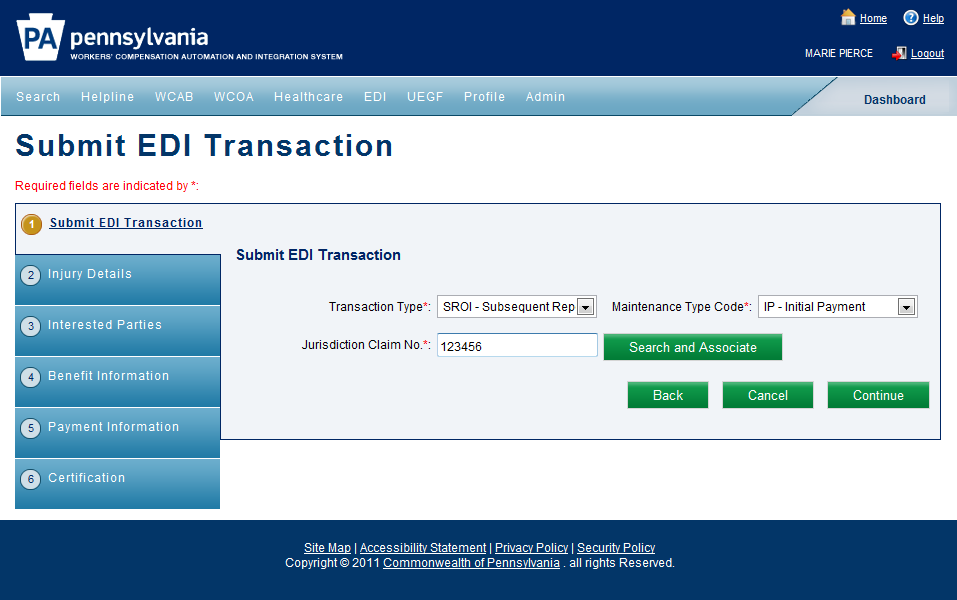 Home Help
PA pennsylvania
WORKERS' COMPENSATION AUTOMATION AND INTEGRATION SYSTEM
MARIE PIERCE Logout
Search Helpline WCAB WCOA Healthcare EDI UEGF Profile Admin Dashboard
Submit EDI Transaction
Required fields are indicated by *:
1 Submit EDI Transaction
Submit EDI Transaction
2 Injury Details
Transaction Type*: SROI - Subsequent Rep Maintenance Type Code*: IP - Initial Payment
3 Interested Parties
Jurisdiction Claim No.*: 123456 Search and Associate
4 Benefit Information
Back Cancel Continue
5 Payment Information
6 Certification
Site Map | Accessibility Statement | Privacy Policy | Security Policy
Copyright © 2011 Commonwealth of Pennsylvania . all rights Reserved.